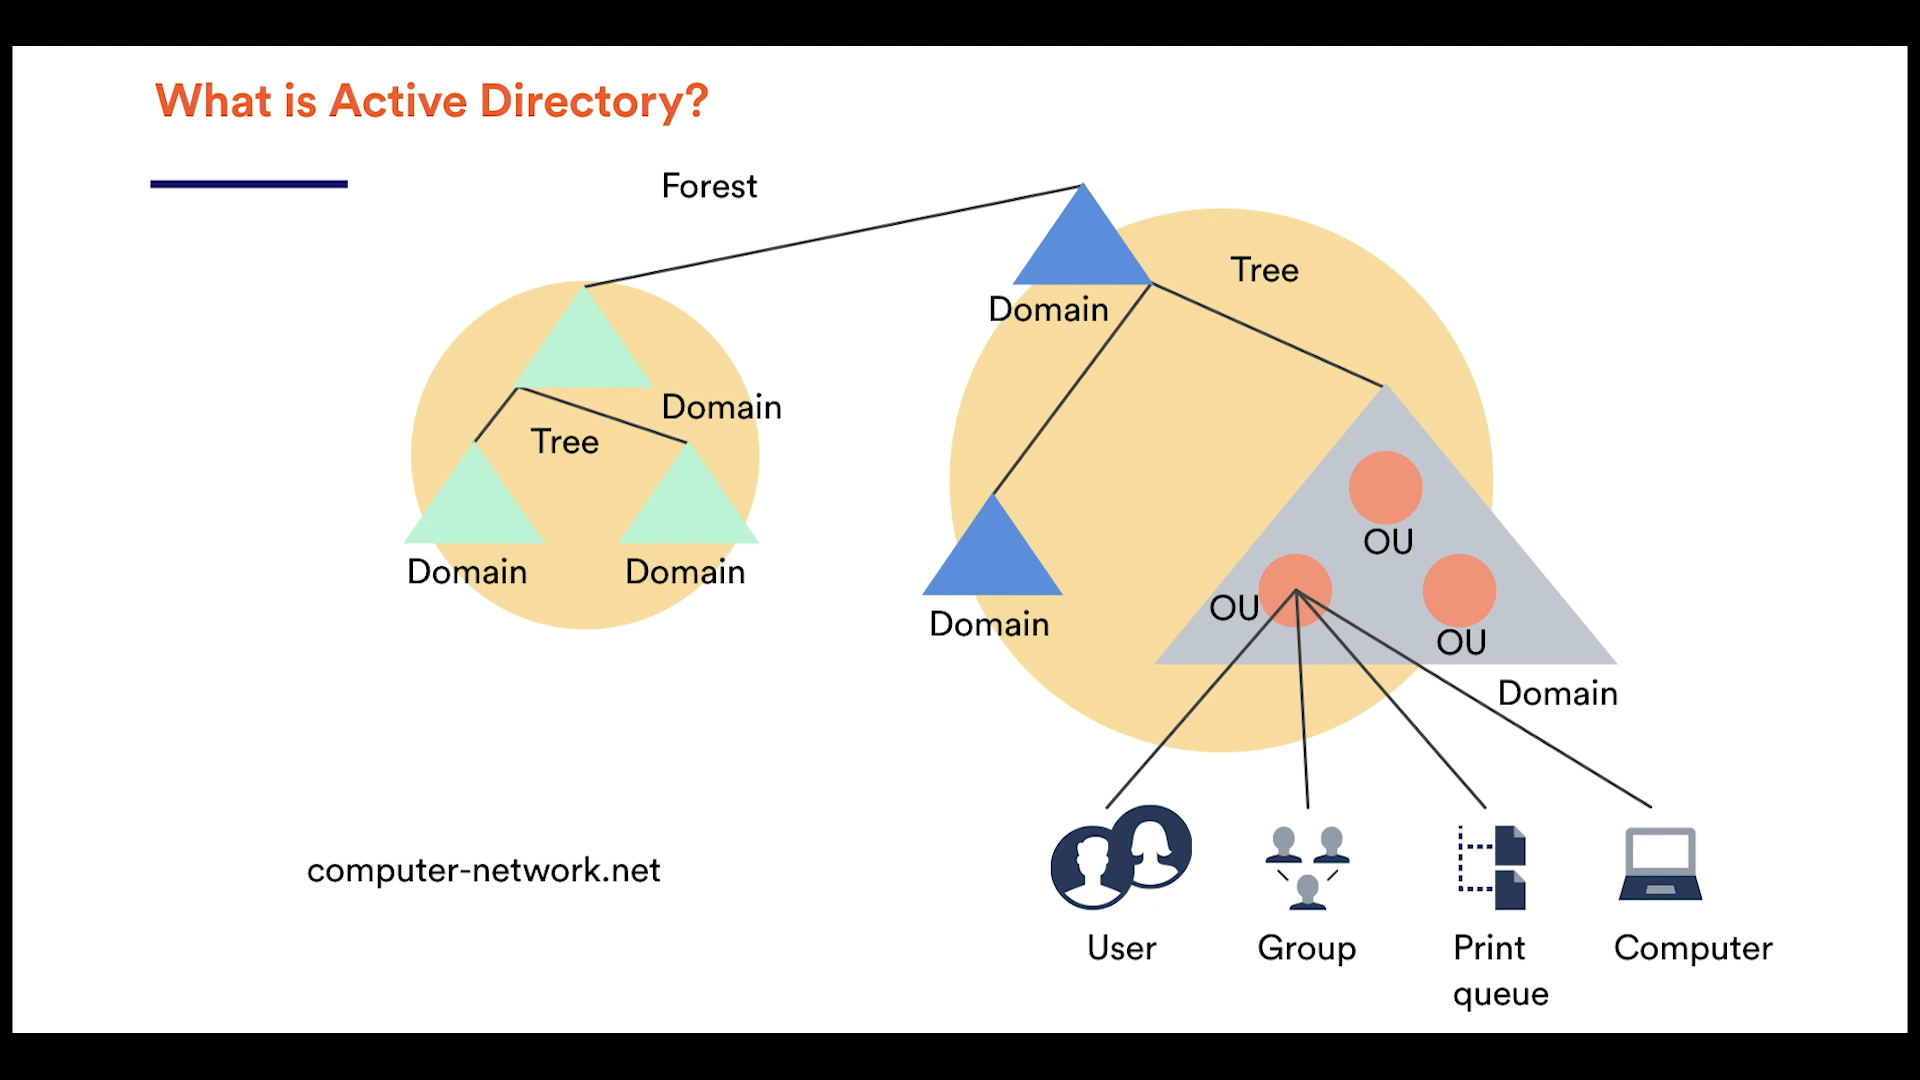 What is Active Directory?
Forest
Tree
Domain
Domain
Tree
OU
Domain
Domain
OU
Domain
OU
Domain
computer-network.net
User
Group
Print
queue
Computer